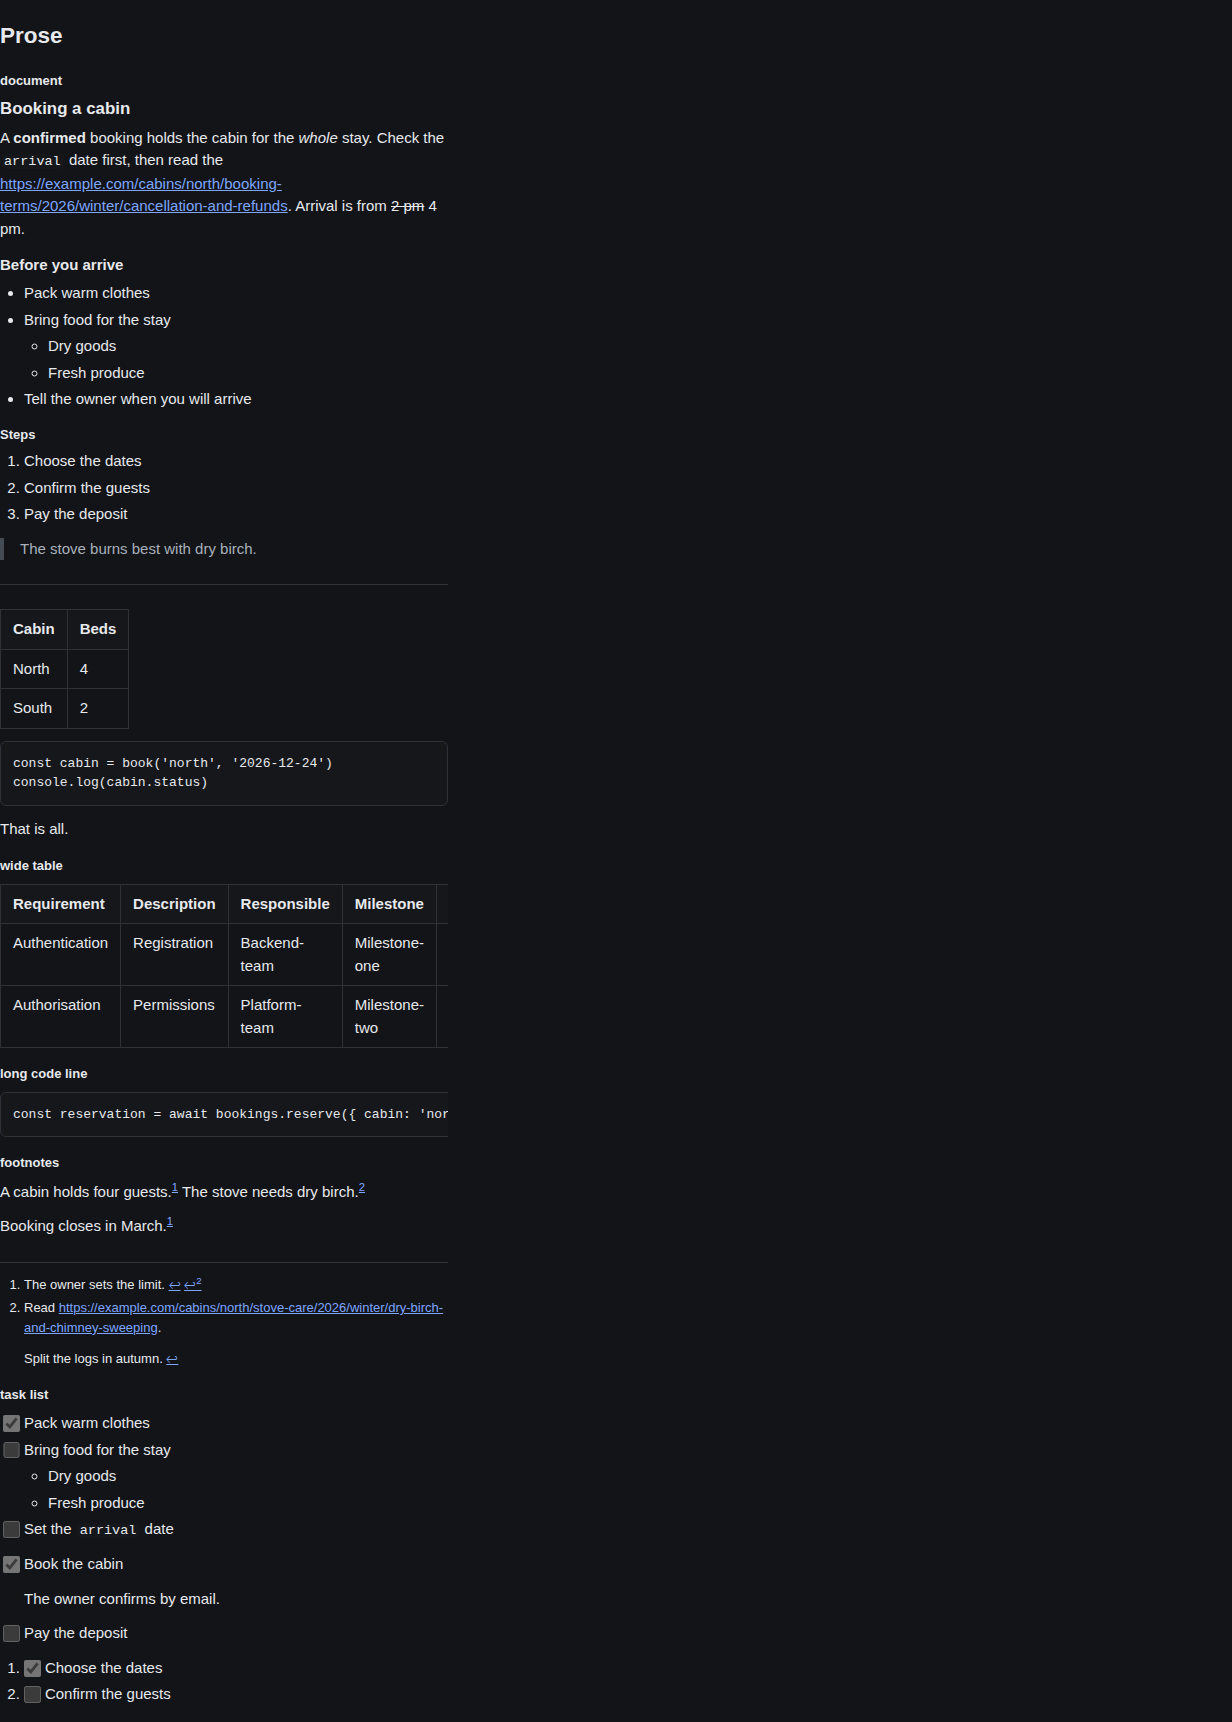 Prose
document
Booking a cabin
A confirmed booking holds the cabin for the whole stay. Check the
arrival date first, then read the
https://example.com/cabins/north/booking-
terms/2026/winter/cancellation-and-refunds. Arrival is from 2 pm 4
pm.
Before you arrive
• Pack warm clothes
• Bring food for the stay
◦ Dry goods
◦ Fresh produce
• Tell the owner when you will arrive
Steps
1. Choose the dates
2. Confirm the guests
3. Pay the deposit
The stove burns best with dry birch.
Cabin Beds
North 4
South 2
const cabin = book('north', '2026-12-24')
console.log(cabin.status)
That is all.
wide table
Requirement Description Responsible Milestone
Authentication Registration Backend- Milestone-
team one
Authorisation Permissions Platform- Milestone-
team two
long code line
const reservation = await bookings.reserve({ cabin: 'nor
footnotes
A cabin holds four guests.1 The stove needs dry birch.2
Booking closes in March.1
1. The owner sets the limit. ↩ ↩2
2. Read https://example.com/cabins/north/stove-care/2026/winter/dry-birch-
and-chimney-sweeping.
Split the logs in autumn. ↩
task list
Pack warm clothes
Bring food for the stay
◦ Dry goods
◦ Fresh produce
Set the arrival date
Book the cabin
The owner confirms by email.
Pay the deposit
1. Choose the dates
2. Confirm the guests